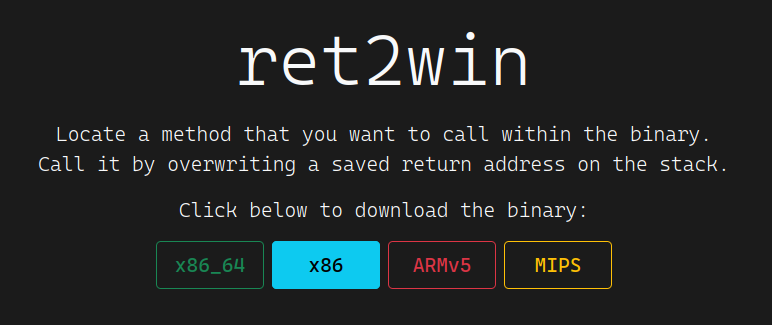 ret2win
Locate a method that you want to call within the binary.
Call it by overwriting a saved return address on the stack.
Click below to download the binary:
x86_64 x86 ARMv5 MIPS